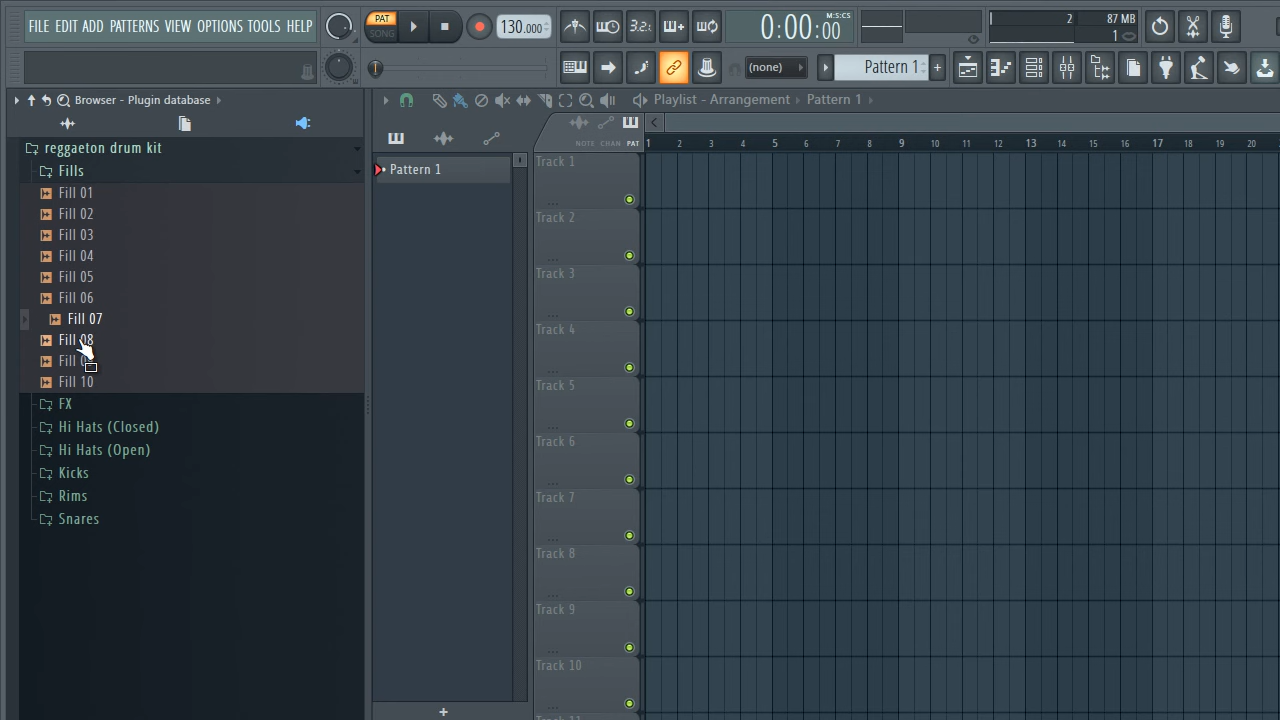 FILE EDIT ADD PATTERNS VIEW OPTIONS TOOLS HELP
PAT
SONG
130.000
3.2:
0:00:00
M:S:CS
2
87 MB
1
(none)
Pattern 1
Browser - Plugin database
Playlist - Arrangement
Pattern 1
NOTE CHAN PAT
1 2 3 4 5 6 7 8 9 10 11 12 13 14 15 16 17 18 19 20
reggaeton drum kit
Fills
Fill 01
Fill 02
Fill 03
Fill 04
Fill 05
Fill 06
Fill 07
Fill 08
Fill
Fill 10
FX
Hi Hats (Closed)
Hi Hats (Open)
Kicks
Rims
Snares
Pattern 1
Track 1
Track 2
Track 3
Track 4
Track 5
Track 6
Track 7
Track 8
Track 9
Track 10